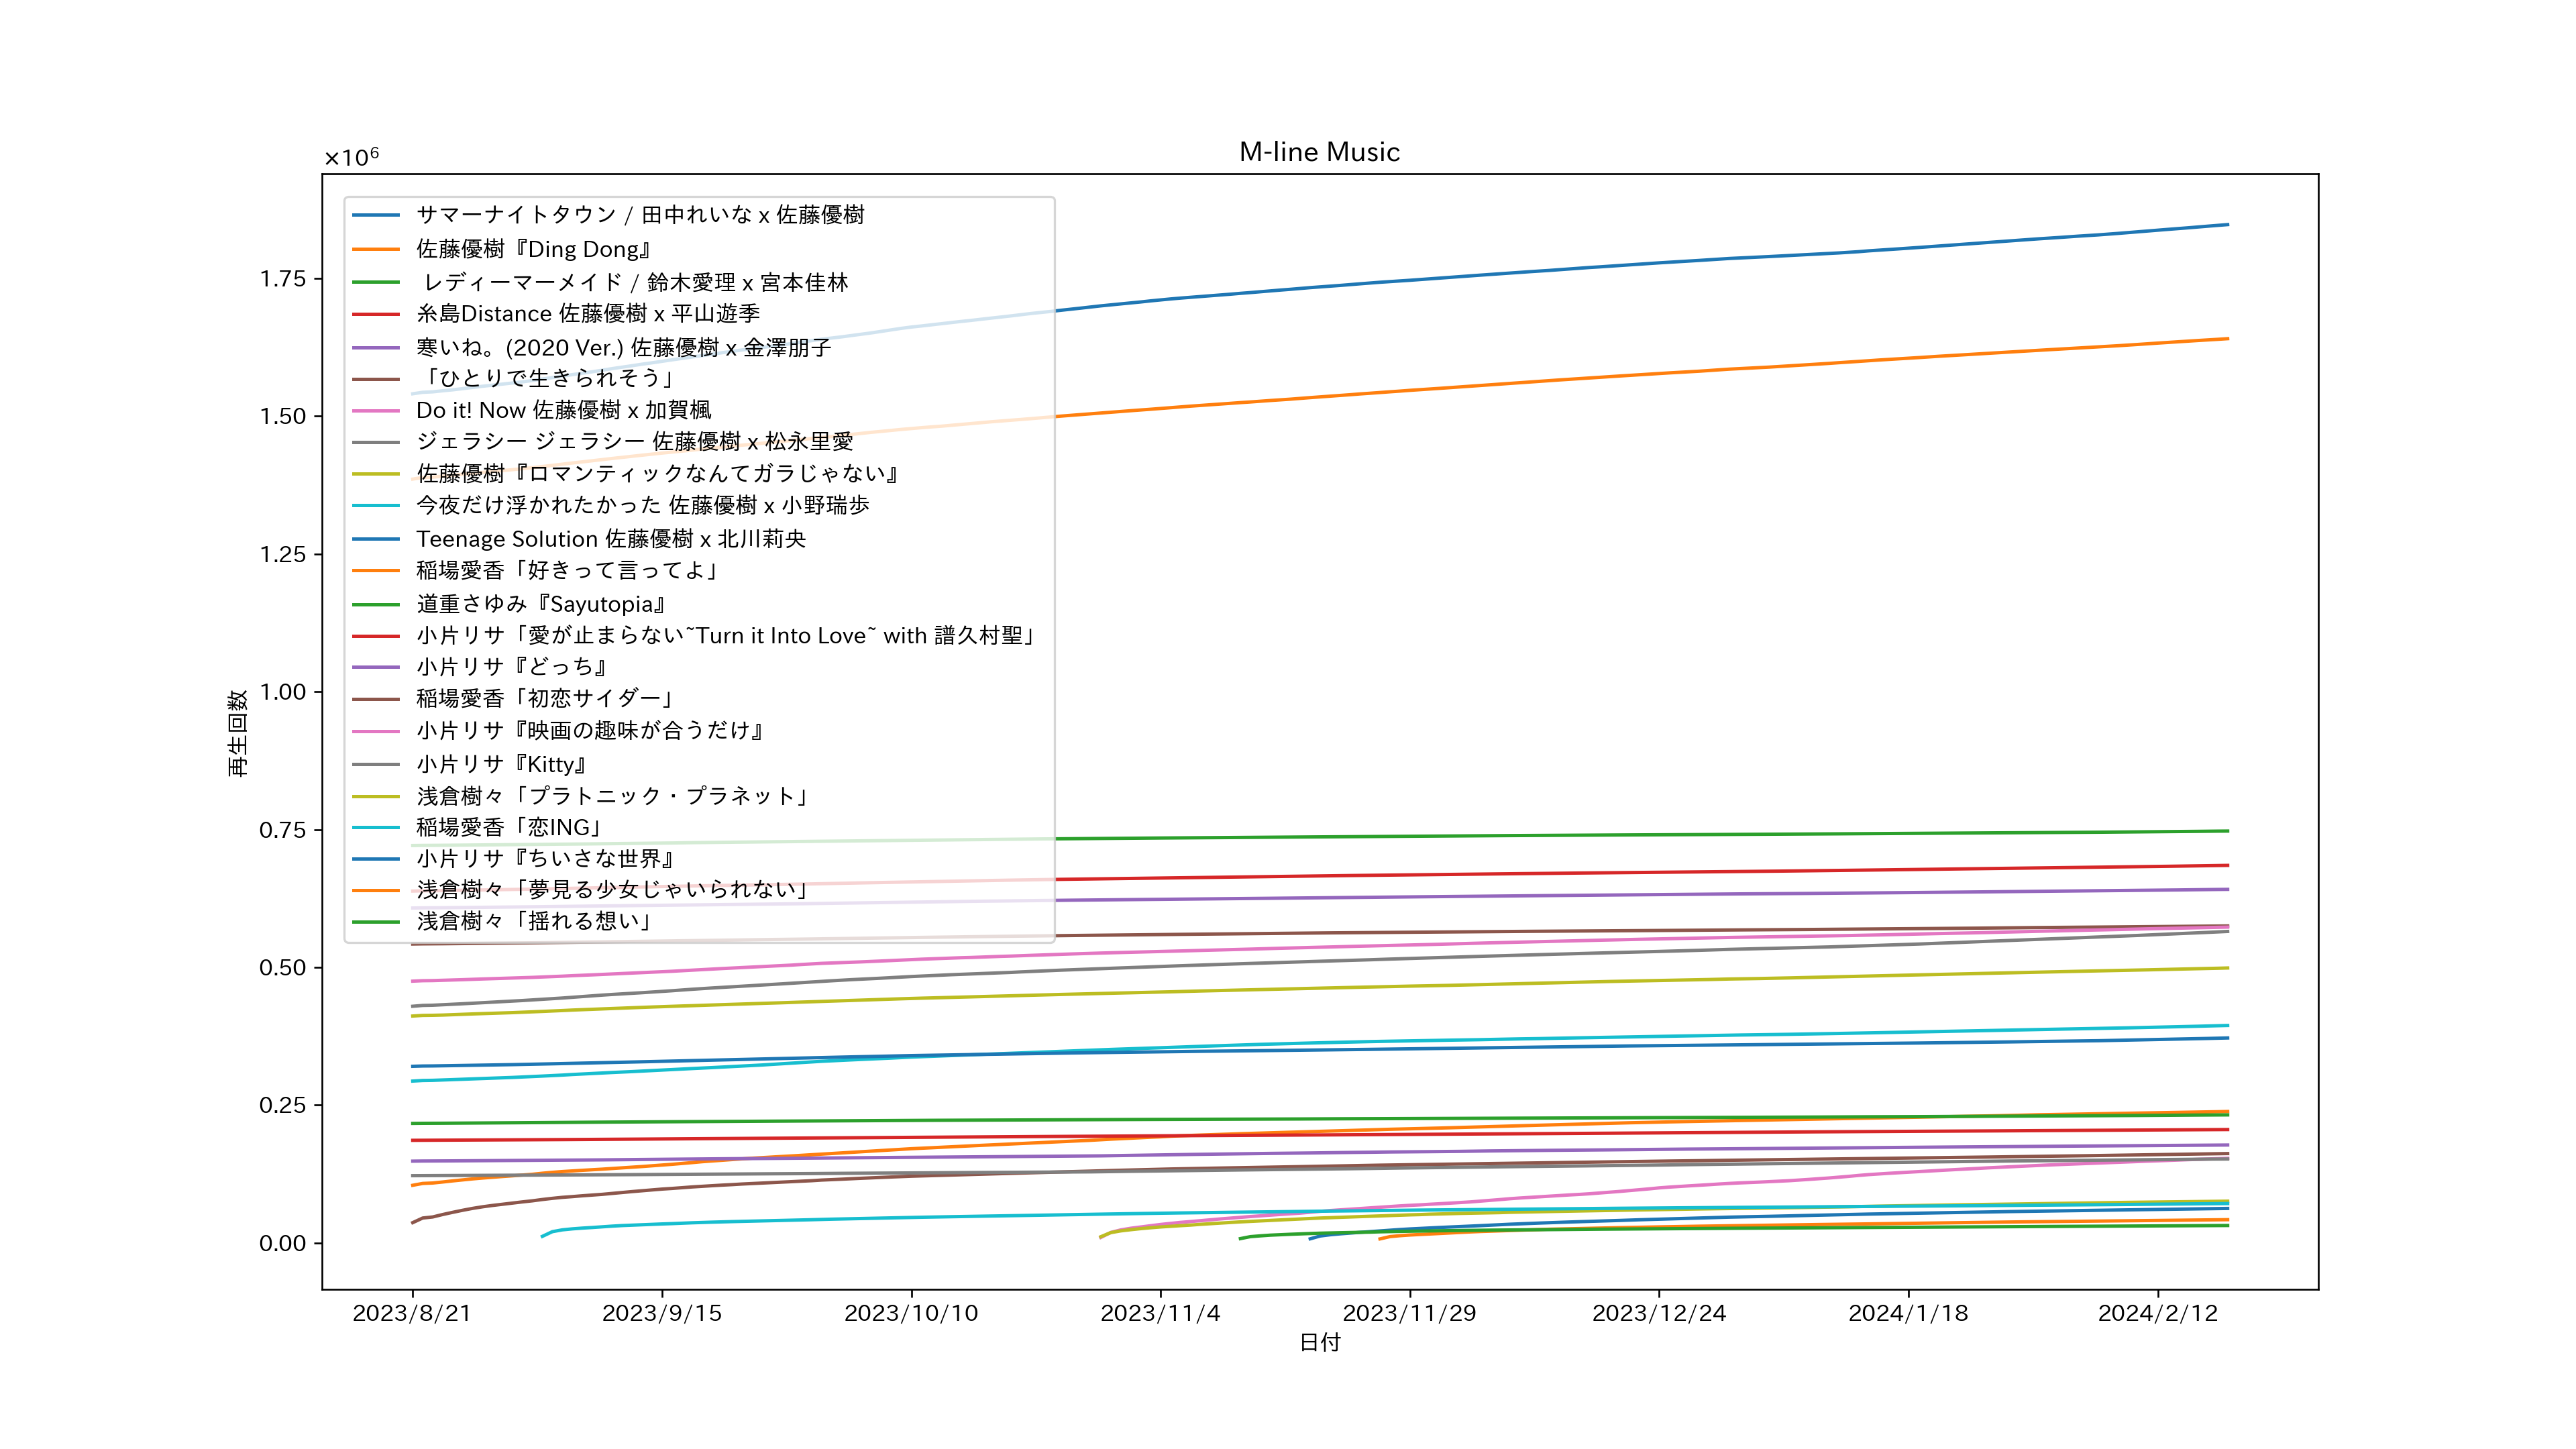 M-line Music
×10⁶
サマーナイトタウン / 田中れいな x 佐藤優樹
佐藤優樹『Ding Dong』
レディーマーメイド / 鈴木愛理 x 宮本佳林
糸島Distance 佐藤優樹 x 平山遊季
寒いね。(2020 Ver.) 佐藤優樹 x 金澤朋子
「ひとりで生きられそう」
Do it! Now 佐藤優樹 x 加賀楓
ジェラシー ジェラシー 佐藤優樹 x 松永里愛
佐藤優樹『ロマンティックなんてガラじゃない』
今夜だけ浮かれたかった 佐藤優樹 x 小野瑞歩
Teenage Solution 佐藤優樹 x 北川莉央
稲場愛香「好きって言ってよ」
道重さゆみ『Sayutopia』
小片リサ「愛が止まらない~Turn it Into Love~ with 譜久村聖」
小片リサ『どっち』
稲場愛香「初恋サイダー」
小片リサ『映画の趣味が合うだけ』
小片リサ『Kitty』
浅倉樹々「プラトニック・プラネット」
稲場愛香「恋ING」
小片リサ『ちいさな世界』
浅倉樹々「夢見る少女じゃいられない」
浅倉樹々「揺れる想い」
1.75
1.50
1.25
1.00
0.75
0.50
0.25
0.00
再生回数
2023/8/21 2023/9/15 2023/10/10 2023/11/4 2023/11/29 2023/12/24 2024/1/18 2024/2/12
日付